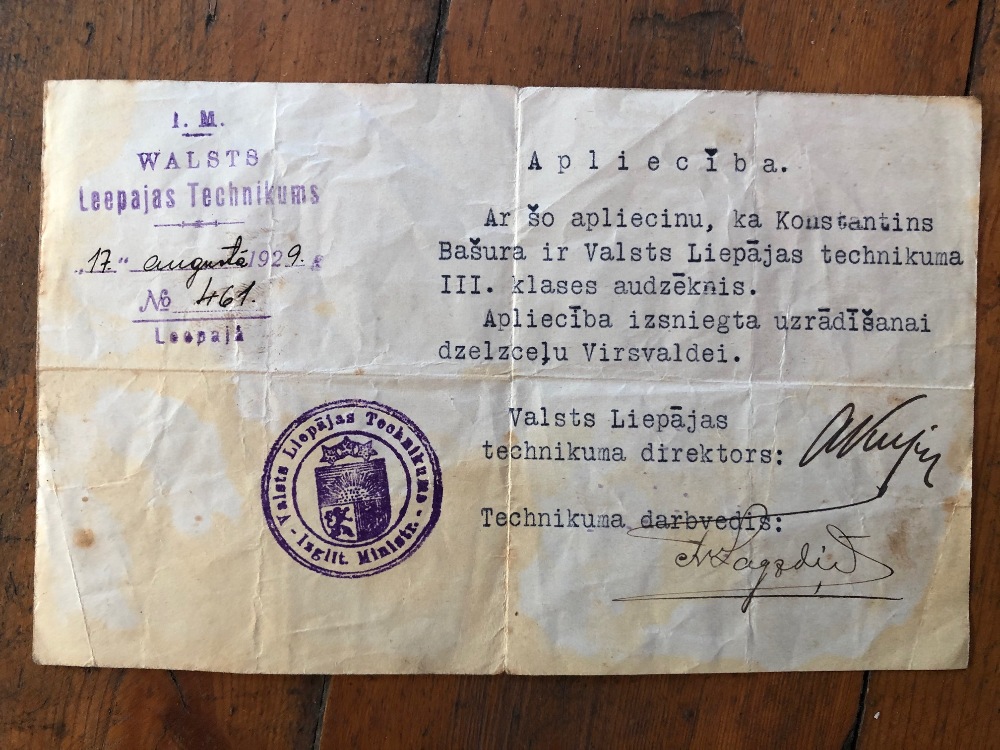 I. M.
WALSTS
Leepajas Technikums
„17.“ augustā 1929. g.
№ 461.
Leepajā
Apliecība.
Ar šo apliecinu, ka Konstantins
Bašura ir Valsts Liepājas technikuma
III. klases audzēknis.
Apliecība izsniegta uzrādīšanai
dzelzceļu Virsvaldei.
Valsts Liepājas
technikuma direktors:
Technikuma darbvedis:
Valsts Liepājas Technikums
Izglit. Ministr.